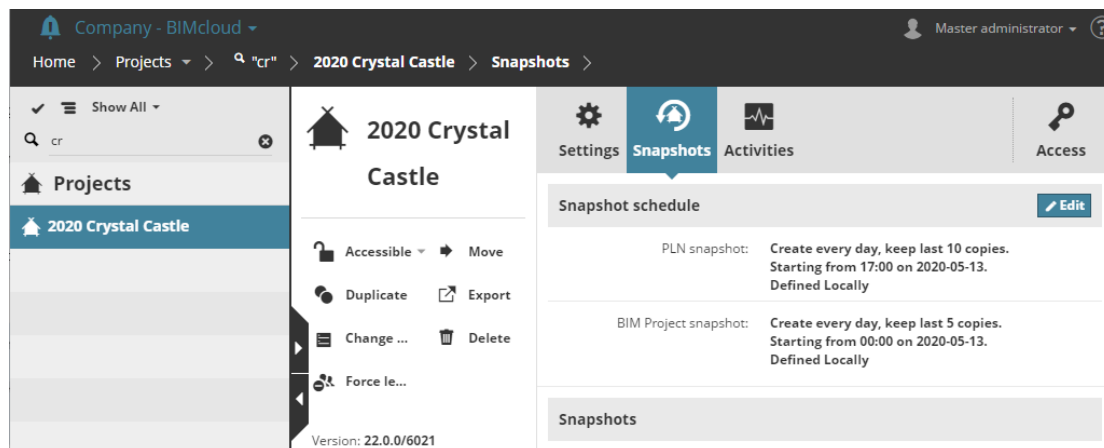 Company - BIMcloud
Master administrator
Home > Projects > "cr" > 2020 Crystal Castle > Snapshots >
Show All
cr
Projects
2020 Crystal Castle
2020 Crystal
Castle
Accessible
Move
Duplicate
Export
Change ...
Delete
Force le...
Version: 22.0.0/6021
Settings
Snapshots
Activities
Access
Snapshot schedule
Edit
PLN snapshot:
Create every day, keep last 10 copies.
Starting from 17:00 on 2020-05-13.
Defined Locally
BIM Project snapshot:
Create every day, keep last 5 copies.
Starting from 00:00 on 2020-05-13.
Defined Locally
Snapshots